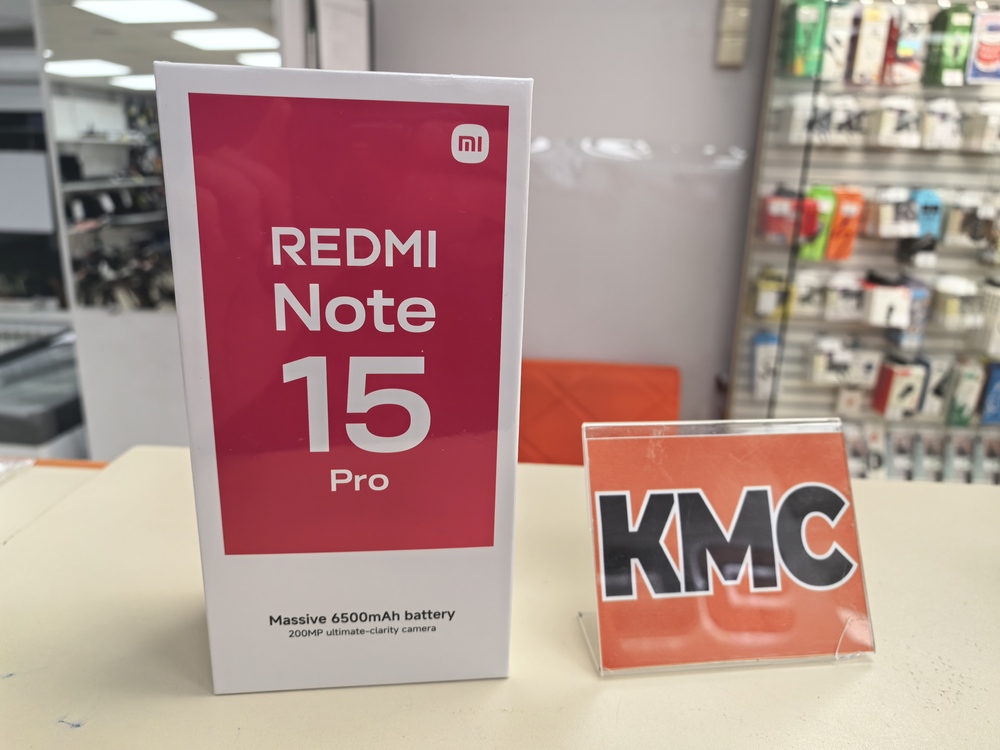 mi
REDMI
Note
15
Pro
Massive 6500mAh battery
200MP ultimate-clarity camera
KMC